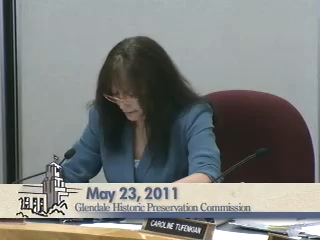 May 23, 2011
Glendale Historic Preservation Commission
CAROLINE TUFENKIAN